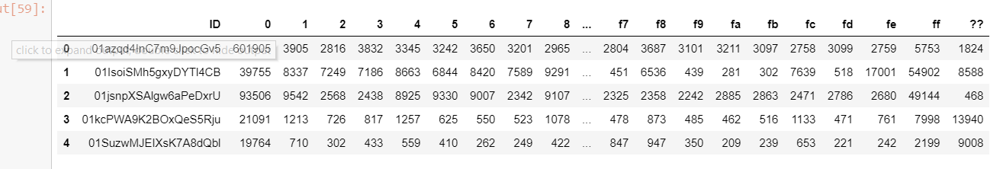 ut[59]:
ID 0 1 2 3 4 5 6 7 8 ... f7 f8 f9 fa fb fc fd fe ff ??
0 01azqd4InC7m9JpocGv5 601905 3905 2816 3832 3345 3242 3650 3201 2965 ... 2804 3687 3101 3211 3097 2758 3099 2759 5753 1824
click to expand output; double click to hide output
1 01IsoiSMh5gxyDYTl4CB 39755 8337 7249 7186 8663 6844 8420 7589 9291 ... 451 6536 439 281 302 7639 518 17001 54902 8588
2 01jsnpXSAlgw6aPeDxrU 93506 9542 2568 2438 8925 9330 9007 2342 9107 ... 2325 2358 2242 2885 2863 2471 2786 2680 49144 468
3 01kcPWA9K2BOxQeS5Rju 21091 1213 726 817 1257 625 550 523 1078 ... 478 873 485 462 516 1133 471 761 7998 13940
4 01SuzwMJEIXsK7A8dQbl 19764 710 302 433 559 410 262 249 422 ... 847 947 350 209 239 653 221 242 2199 9008